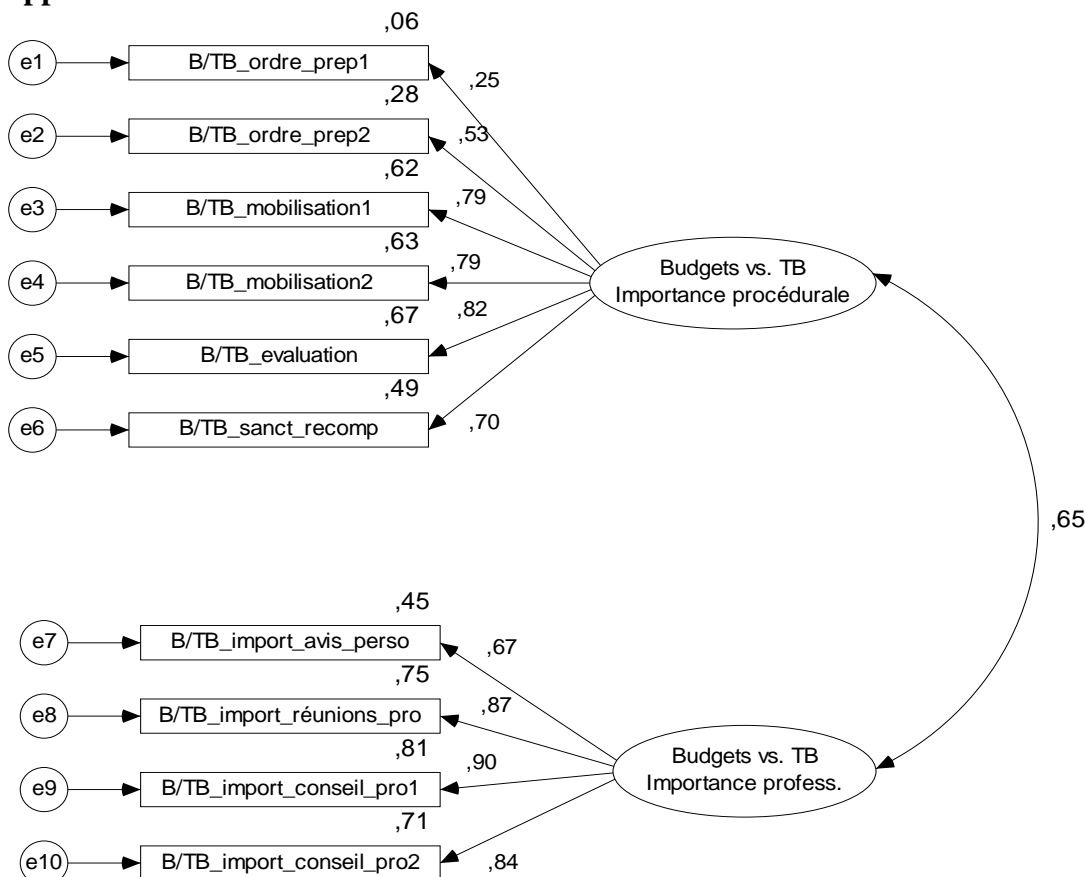 ,06
e1 B/TB_ordre_prep1 ,25
,28
e2 B/TB_ordre_prep2 ,53
,62
e3 B/TB_mobilisation1 ,79
,63
e4 B/TB_mobilisation2 ,79
Budgets vs. TB
Importance procédurale
,67
e5 B/TB_evaluation ,82
,49
e6 B/TB_sanct_recomp ,70
,65
,45
e7 B/TB_import_avis_perso ,67
,75
e8 B/TB_import_réunions_pro ,87
,81
e9 B/TB_import_conseil_pro1 ,90
Budgets vs. TB
Importance profess.
,71
e10 B/TB_import_conseil_pro2 ,84